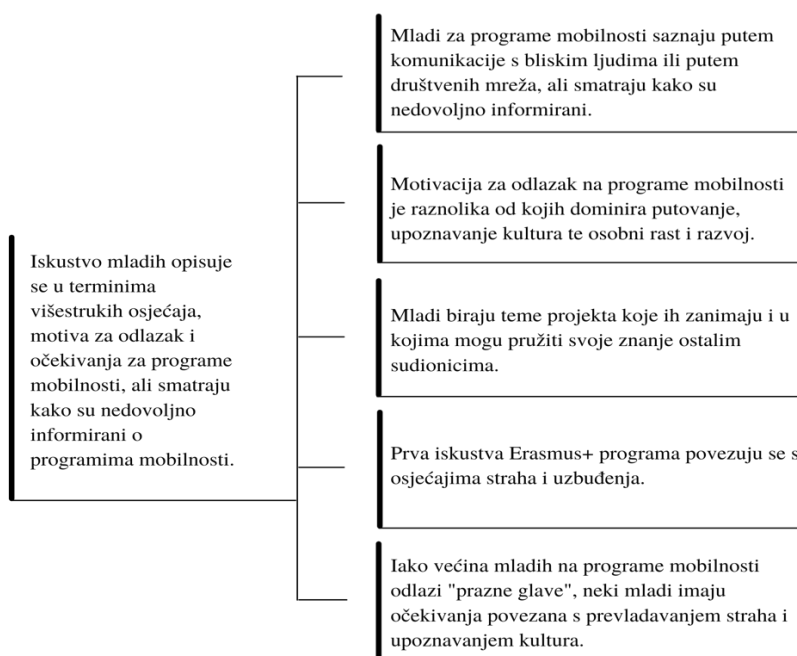 Iskustvo mladih opisuje
se u terminima
višestrukih osjećaja,
motiva za odlazak i
očekivanja za programe
mobilnosti, ali smatraju
kako su nedovoljno
informirani o
programima mobilnosti.
Mladi za programe mobilnosti saznaju putem
komunikacije s bliskim ljudima ili putem
društvenih mreža, ali smatraju kako su
nedovoljno informirani.
Motivacija za odlazak na programe mobilnosti
je raznolika od kojih dominira putovanje,
upoznavanje kultura te osobni rast i razvoj.
Mladi biraju teme projekta koje ih zanimaju i u
kojima mogu pružiti svoje znanje ostalim
sudionicima.
Prva iskustva Erasmus+ programa povezuju se s
osjećajima straha i uzbuđenja.
Iako većina mladih na programe mobilnosti
odlazi "prazne glave", neki mladi imaju
očekivanja povezana s prevladavanjem straha i
upoznavanjem kultura.